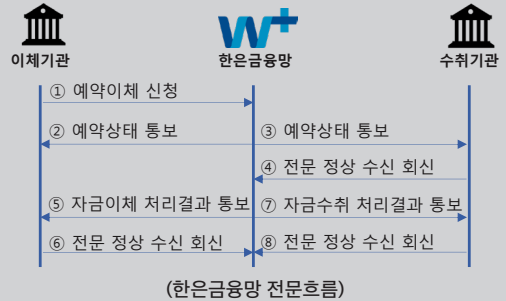 W+
이체기관 한은금융망 수취기관
① 예약이체 신청
② 예약상태 통보 ③ 예약상태 통보
④ 전문 정상 수신 회신
⑤ 자금이체 처리결과 통보 ⑦ 자금수취 처리결과 통보
⑥ 전문 정상 수신 회신 ⑧ 전문 정상 수신 회신
(한은금융망 전문흐름)